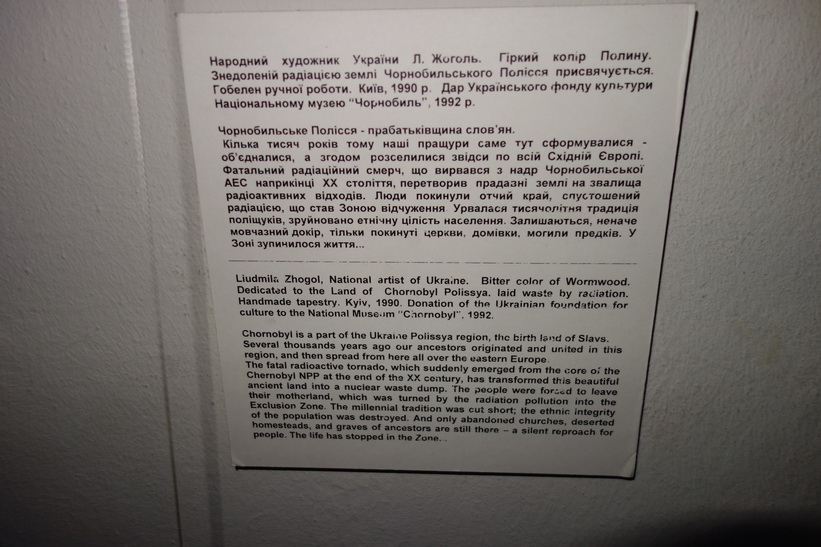 Народний художник України Л. Жоголь. Гіркий колір Полину.
Знедоленій радіацією землі Чорнобильського Полісся присвячується.
Гобелен ручної роботи. Київ, 1990 р. Дар Українського фонду культури
Національному музею "Чорнобиль", 1992 р.
Чорнобильське Полісся - прабатьківщина слов'ян.
Кілька тисяч років тому наші пращури саме тут сформувалися -
об'єдналися, а згодом розселилися звідси по всій Східній Європі.
Фатальний радіаційний смерч, що вирвався з надр Чорнобильської
АЕС наприкінці ХХ століття, перетворив прадазні землі на звалища
радіоактивних відходів. Люди покинули отчий край, спустошений
радіацією, що став Зоною відчуження Урвалася тисячолітня традиція
поліщуків, зруйновано етнічну цілість населення. Залишаються, неначе
мовчазний докір, тільки покинуті церкви, домівки, могили предків. У
Зоні зупинилося життя...
Liudmila Zhogol, National artist of Ukraine. Bitter color of Wormwood.
Dedicated to the Land of Chornobyl Polissya, laid waste by radiation.
Handmade tapestry. Kyiv, 1990. Donation of the Ukrainian foundation for
culture to the National Museum "Chornobyl", 1992.
Chornobyl is a part of the Ukraine Polissya region, the birth land of Slavs.
Several thousands years ago our ancestors originated and united in this
region, and then spread from here all over the eastern Europe.
The fatal radioactive tornado, which suddenly emerged from the core of the
Chernobyl NPP at the end of the XX century, has transformed this beautiful
ancient land into a nuclear waste dump. The people were forced to leave
their motherland, which was turned by the radiation pollution into the
Exclusion Zone. The millennial tradition was cut short; the ethnic integrity
of the population was destroyed. And only abandoned churches, deserted
homesteads, and graves of ancestors are still there – a silent reproach for
people. The life has stopped in the Zone...